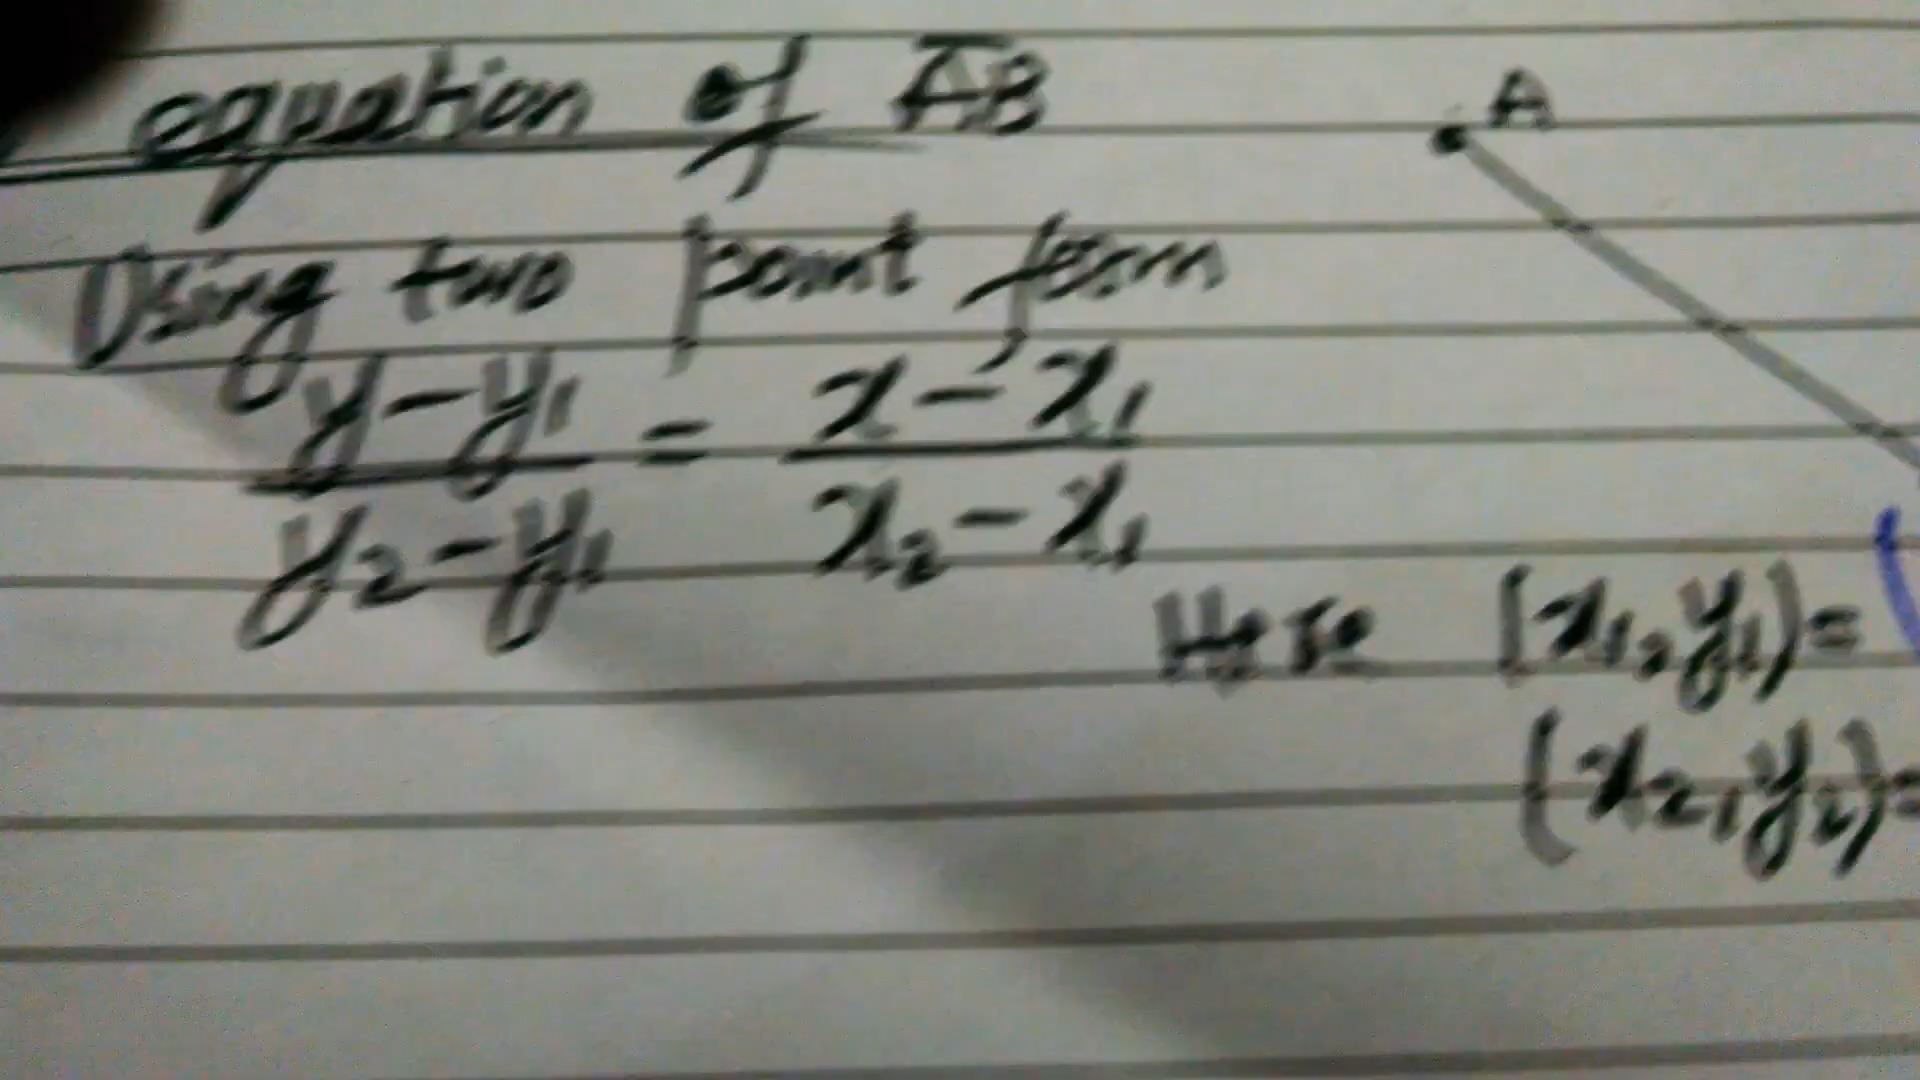 equation of AB
A
Using two point form
y-y₁ / y₂-y₁ = x-x₁ / x₂-x₁
Here (x₁,y₁)=
(x₂,y₂)=